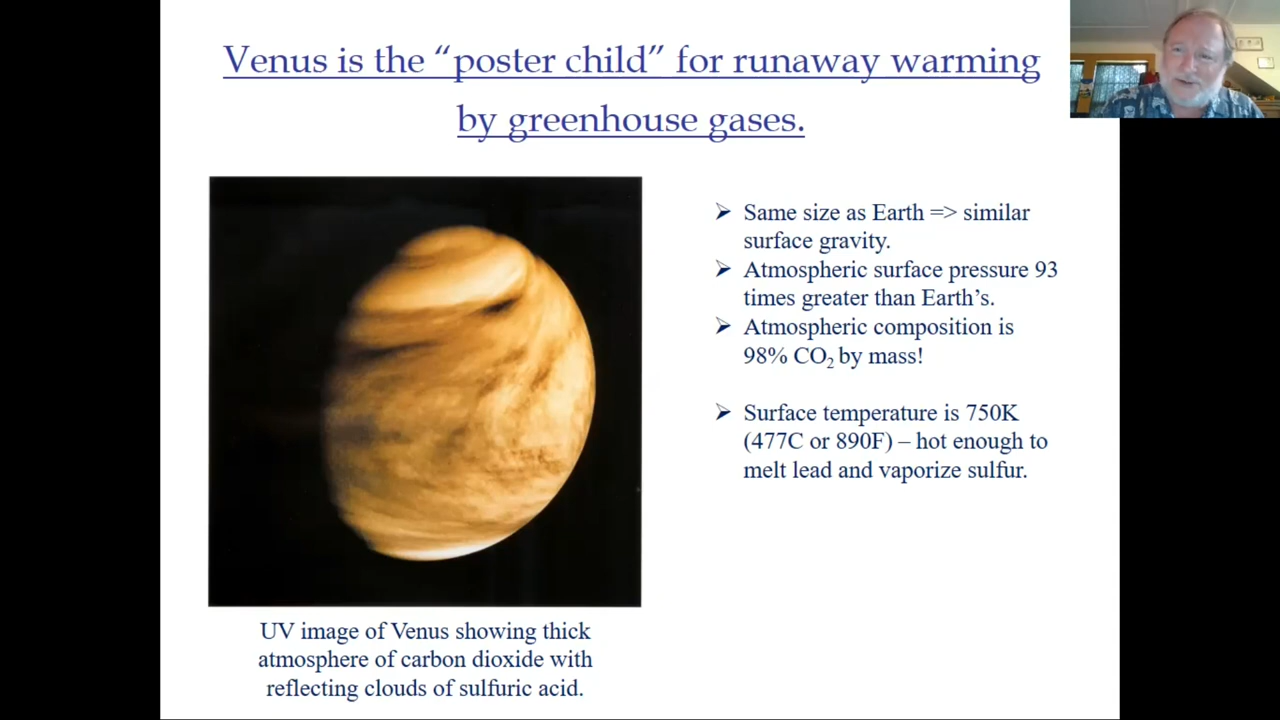 Venus is the “poster child” for runaway warming
by greenhouse gases.
➢ Same size as Earth => similar
surface gravity.
➢ Atmospheric surface pressure 93
times greater than Earth’s.
➢ Atmospheric composition is
98% CO₂ by mass!
➢ Surface temperature is 750K
(477C or 890F) – hot enough to
melt lead and vaporize sulfur.
UV image of Venus showing thick
atmosphere of carbon dioxide with
reflecting clouds of sulfuric acid.